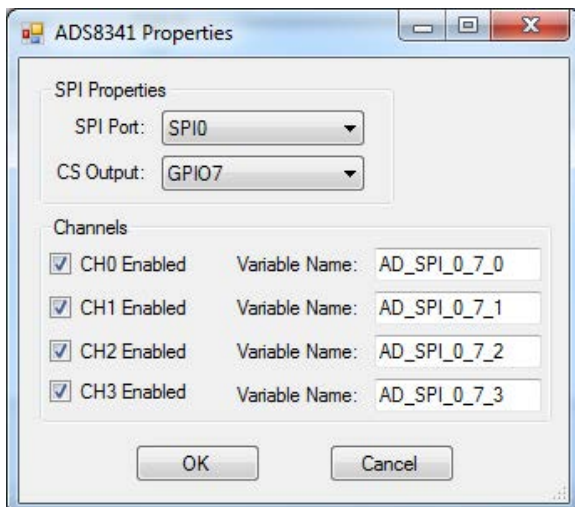 ADS8341 Properties
SPI Properties
SPI Port: SPI0
CS Output: GPIO7
Channels
CH0 Enabled Variable Name: AD_SPI_0_7_0
CH1 Enabled Variable Name: AD_SPI_0_7_1
CH2 Enabled Variable Name: AD_SPI_0_7_2
CH3 Enabled Variable Name: AD_SPI_0_7_3
OK Cancel